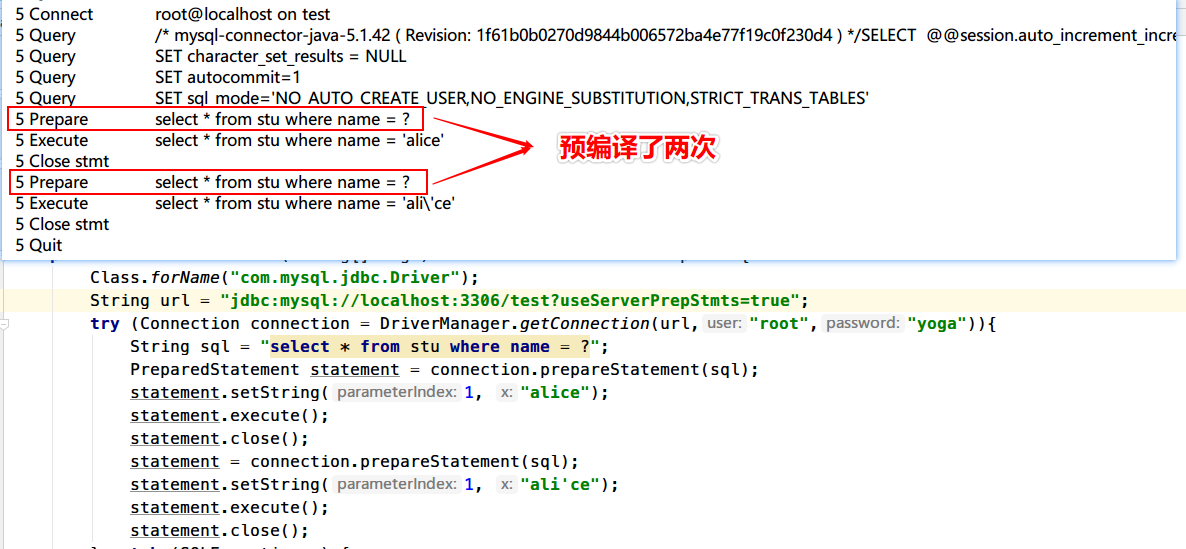 5 Connect root@localhost on test
5 Query /* mysql-connector-java-5.1.42 ( Revision: 1f61b0b0270d9844b006572ba4e77f19c0f230d4 ) */SELECT @@session.auto_increment_incre
5 Query SET character_set_results = NULL
5 Query SET autocommit=1
5 Query SET sql_mode='NO_AUTO_CREATE_USER,NO_ENGINE_SUBSTITUTION,STRICT_TRANS_TABLES'
5 Prepare select * from stu where name = ?
5 Execute select * from stu where name = 'alice'
5 Close stmt
5 Prepare select * from stu where name = ?
5 Execute select * from stu where name = 'ali\'ce'
5 Close stmt
5 Quit
预编译了两次
Class.forName("com.mysql.jdbc.Driver");
String url = "jdbc:mysql://localhost:3306/test?useServerPrepStmts=true";
try (Connection connection = DriverManager.getConnection(url, user: "root", password: "yoga")){
String sql = "select * from stu where name = ?";
PreparedStatement statement = connection.prepareStatement(sql);
statement.setString( parameterIndex: 1, x: "alice");
statement.execute();
statement.close();
statement = connection.prepareStatement(sql);
statement.setString( parameterIndex: 1, x: "ali'ce");
statement.execute();
statement.close();